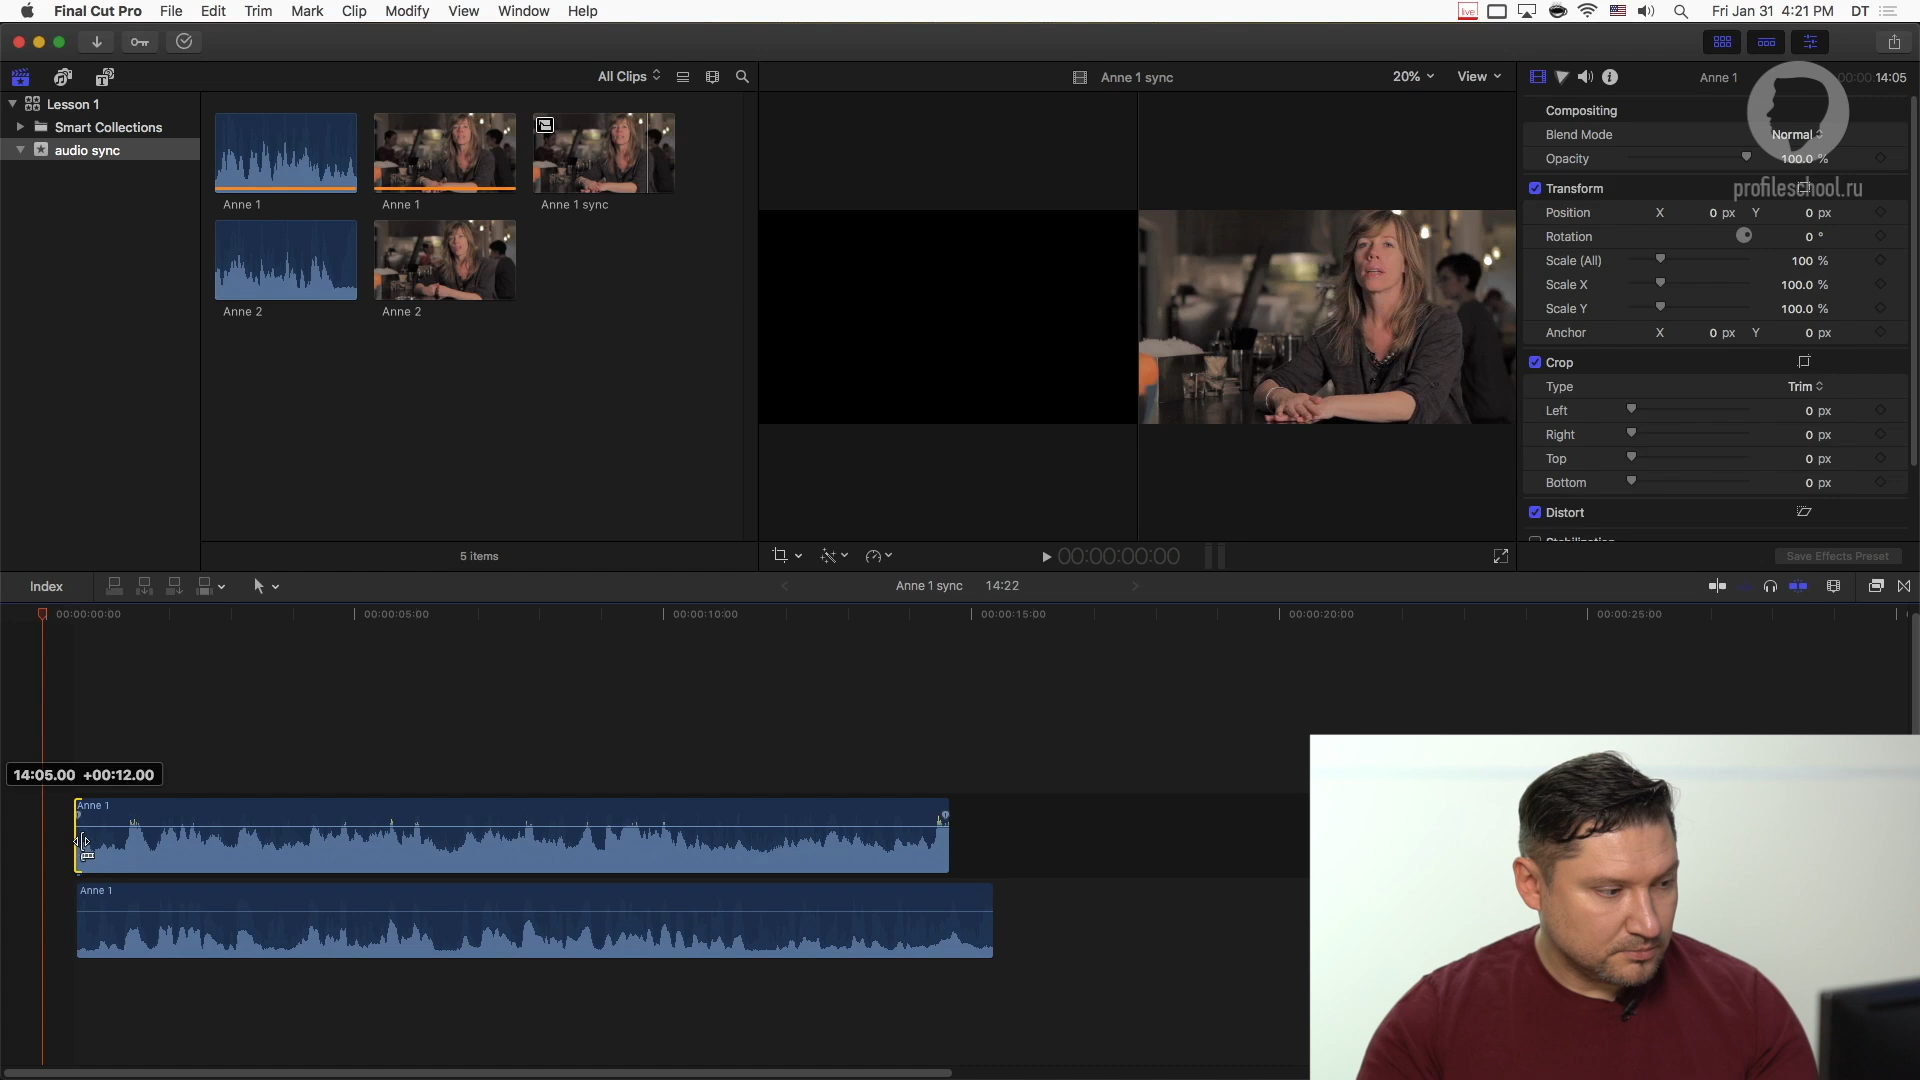 Final Cut Pro File Edit Trim Mark Clip Modify View Window Help live Fri Jan 31 4:21 PM DT
All Clips
Anne 1 sync
20% View
Anne 1
14:05
Lesson 1
Smart Collections
audio sync
Anne 1
Anne 1
Anne 1 sync
Anne 2
Anne 2
5 items
Compositing
Blend Mode Normal
Opacity 100.0 %
profileschool.ru
Transform
Position X 0 px Y 0 px
Rotation 0 °
Scale (All) 100 %
Scale X 100.0 %
Scale Y 100.0 %
Anchor X 0 px Y 0 px
Crop
Type Trim
Left 0 px
Right 0 px
Top 0 px
Bottom 0 px
Distort
00:00:00:00
Save Effects Preset
Index
Anne 1 sync 14:22
00:00:00:00 00:00:05:00 00:00:10:00 00:00:15:00 00:00:20:00 00:00:25:00
14:05.00 +00:12.00
Anne 1
Anne 1